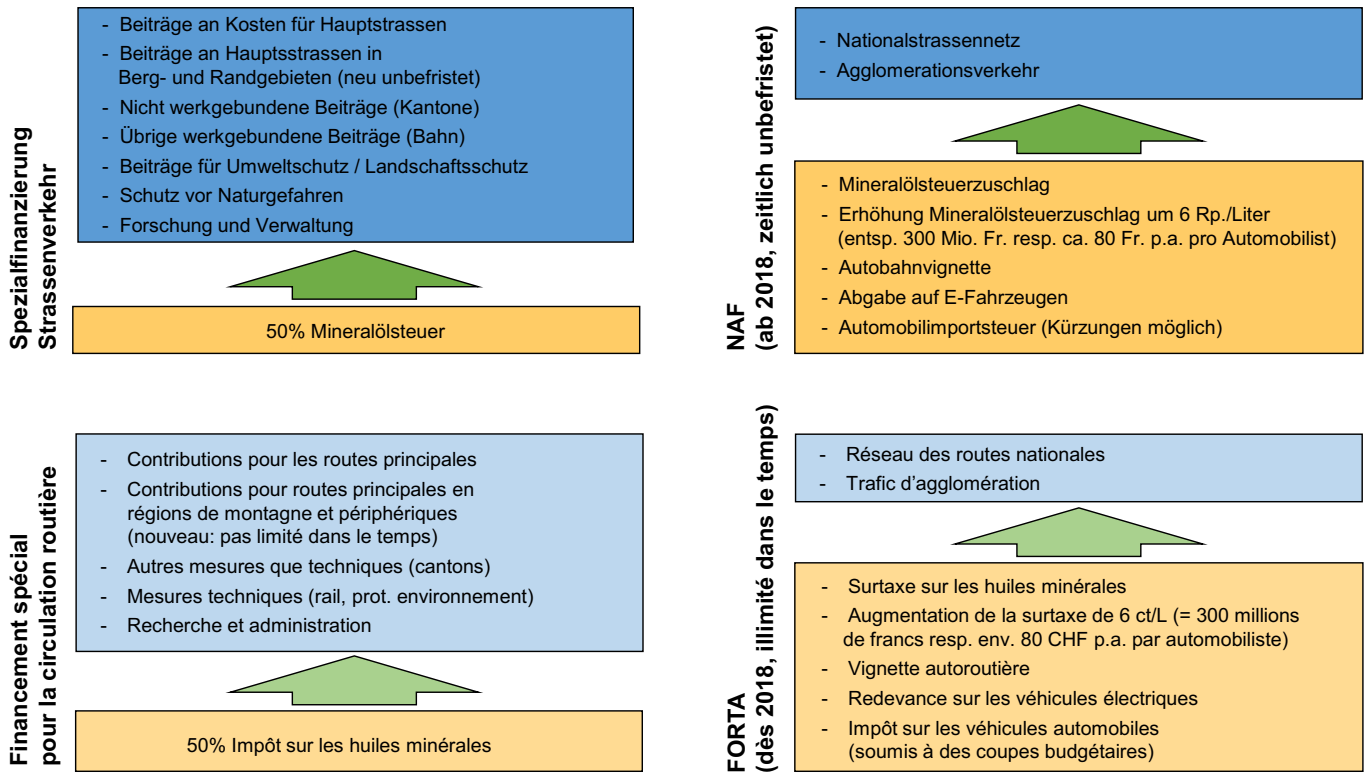 Spezialfinanzierung
Strassenverkehr
- Beiträge an Kosten für Hauptstrassen
- Beiträge an Hauptsstrassen in
Berg- und Randgebieten (neu unbefristet)
- Nicht werkgebundene Beiträge (Kantone)
- Übrige werkgebundene Beiträge (Bahn)
- Beiträge für Umweltschutz / Landschaftsschutz
- Schutz vor Naturgefahren
- Forschung und Verwaltung
50% Mineralölsteuer
NAF
(ab 2018, zeitlich unbefristet)
- Nationalstrassennetz
- Agglomerationsverkehr
- Mineralölsteuerzuschlag
- Erhöhung Mineralölsteuerzuschlag um 6 Rp./Liter
(entsp. 300 Mio. Fr. resp. ca. 80 Fr. p.a. pro Automobilist)
- Autobahnvignette
- Abgabe auf E-Fahrzeugen
- Automobilimportsteuer (Kürzungen möglich)
Financement spécial
pour la circulation routière
- Contributions pour les routes principales
- Contributions pour routes principales en
régions de montagne et périphériques
(nouveau: pas limité dans le temps)
- Autres mesures que techniques (cantons)
- Mesures techniques (rail, prot. environnement)
- Recherche et administration
50% Impôt sur les huiles minérales
FORTA
(dès 2018, illimité dans le temps)
- Réseau des routes nationales
- Trafic d'agglomération
- Surtaxe sur les huiles minérales
- Augmentation de la surtaxe de 6 ct/L (= 300 millions
de francs resp. env. 80 CHF p.a. par automobiliste)
- Vignette autoroutière
- Redevance sur les véhicules électriques
- Impôt sur les véhicules automobiles
(soumis à des coupes budgétaires)